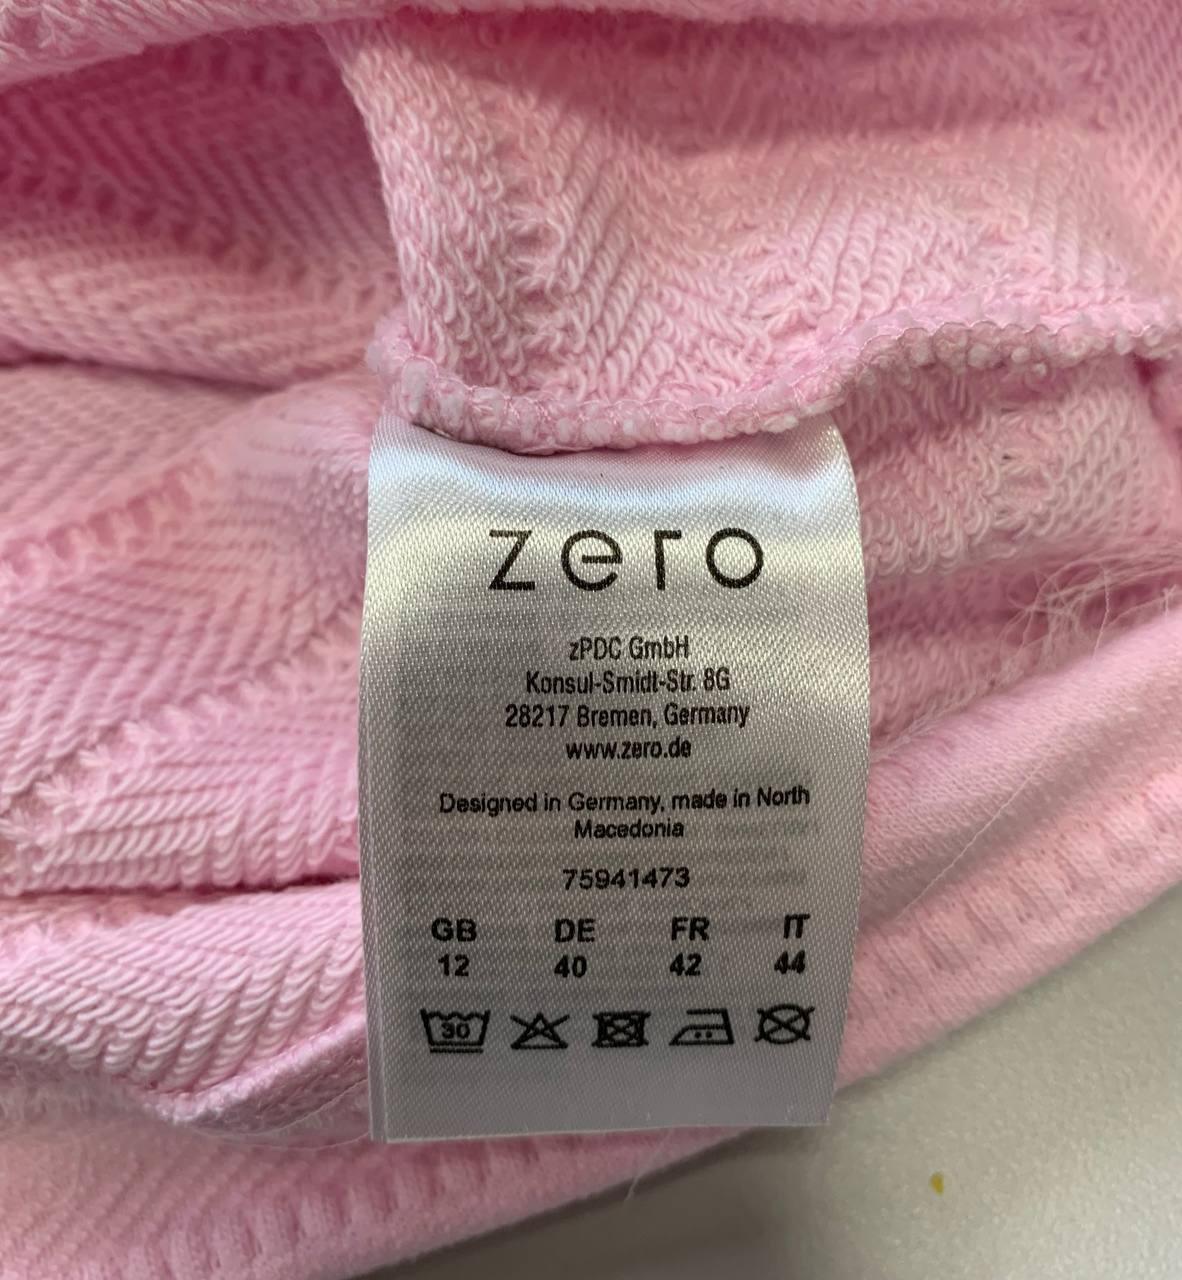 zero
zPDC GmbH
Konsul-Smidt-Str. 8G
28217 Bremen, Germany
www.zero.de
Designed in Germany, made in North
Macedonia
75941473
GB DE FR IT
12 40 42 44
30